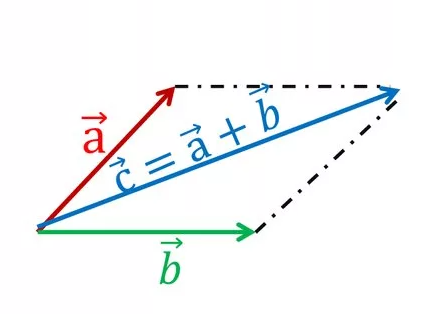 a⃗
c⃗ = a⃗ + b⃗
b⃗